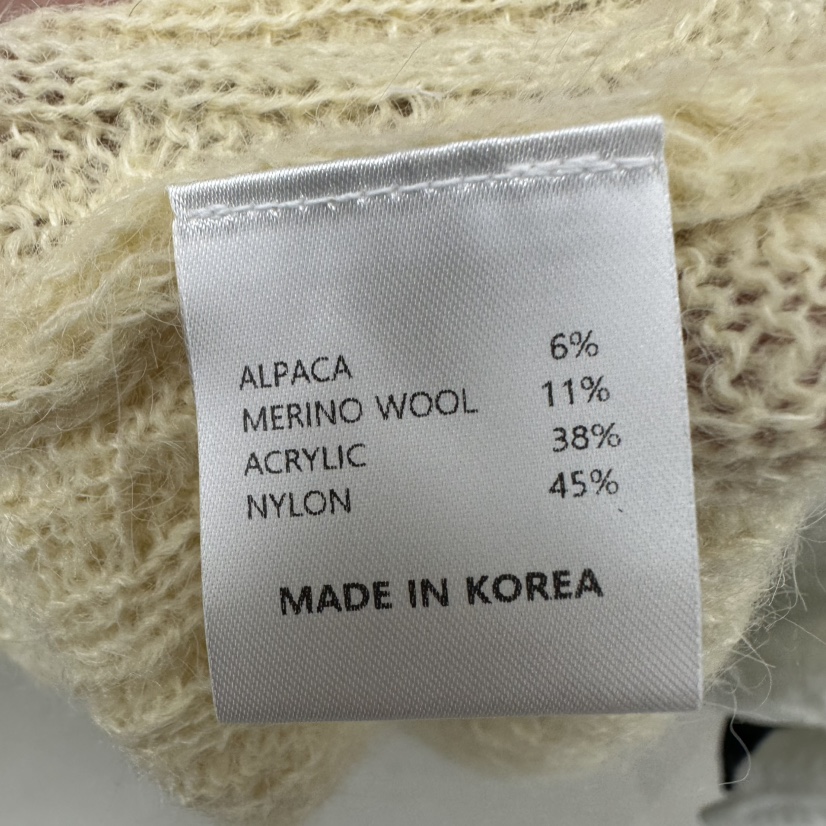 ALPACA 6%
MERINO WOOL 11%
ACRYLIC 38%
NYLON 45%
MADE IN KOREA